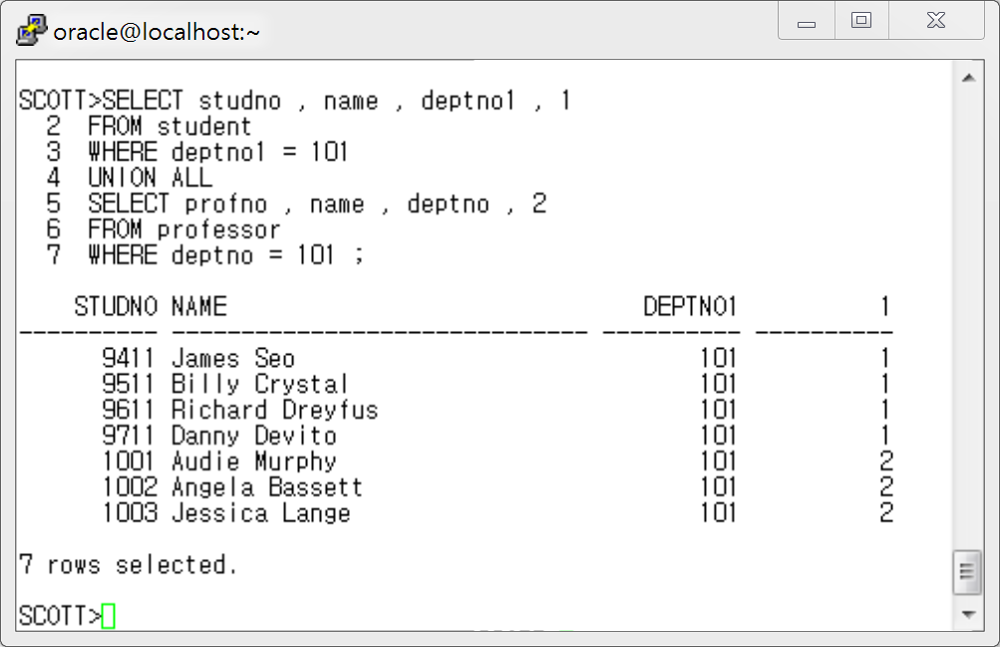 oracle@localhost:~
SCOTT>SELECT studno , name , deptno1 , 1
  2  FROM student
  3  WHERE deptno1 = 101
  4  UNION ALL
  5  SELECT profno , name , deptno , 2
  6  FROM professor
  7  WHERE deptno = 101 ;
    STUDNO NAME                              DEPTNO1          1
---------- ------------------------------ ---------- ----------
      9411 James Seo                             101          1
      9511 Billy Crystal                         101          1
      9611 Richard Dreyfus                       101          1
      9711 Danny Devito                          101          1
      1001 Audie Murphy                          101          2
      1002 Angela Bassett                        101          2
      1003 Jessica Lange                         101          2
7 rows selected.
SCOTT>